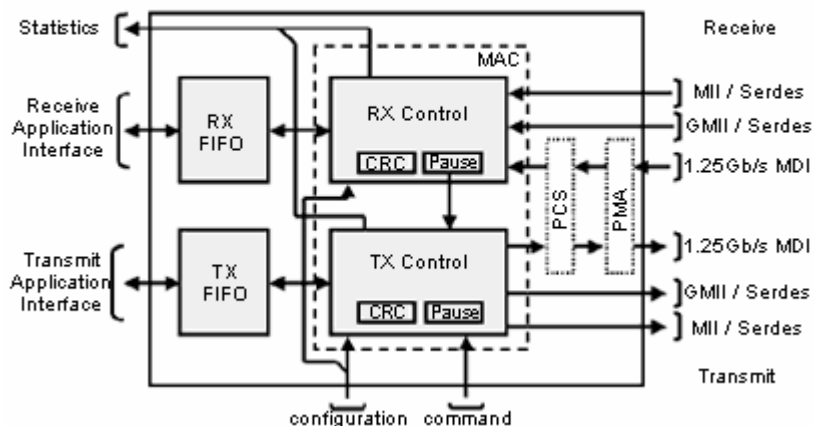 Statistics
Receive
MAC
Receive
Application
Interface
RX
FIFO
RX Control
CRC
Pause
MII / Serdes
GMII / Serdes
1.25Gb/s MDI
PCS
PMA
Transmit
Application
Interface
TX
FIFO
TX Control
CRC
Pause
1.25Gb/s MDI
GMII / Serdes
MII / Serdes
Transmit
configuration
command